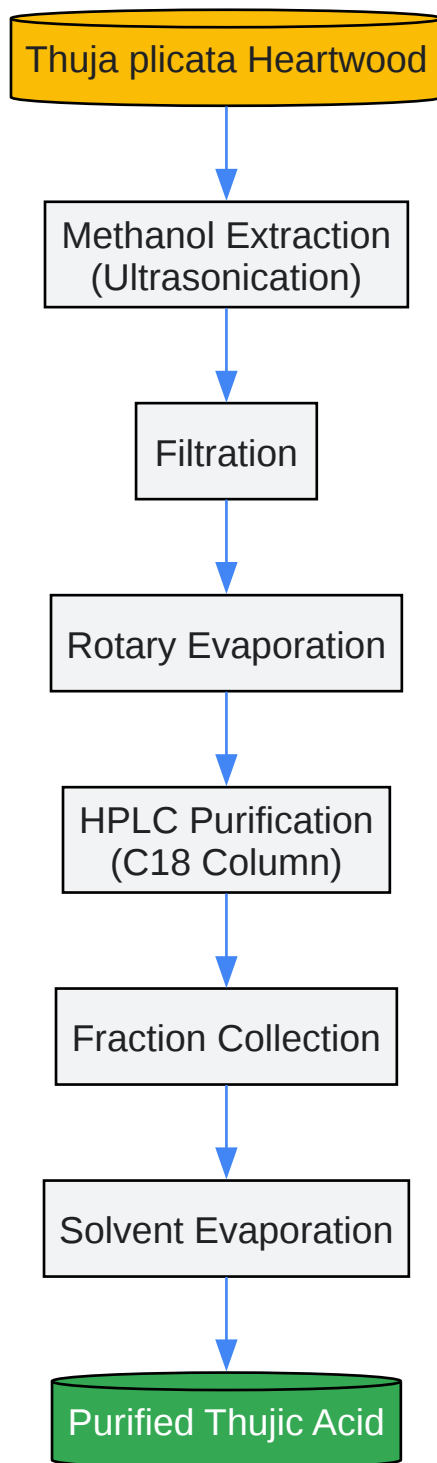 Thuja plicata Heartwood
Methanol Extraction
(Ultrasonication)
Filtration
Rotary Evaporation
HPLC Purification
(C18 Column)
Fraction Collection
Solvent Evaporation
Purified Thujic Acid